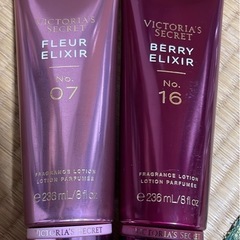 VICTORIA'S
SECRET
FLEUR
ELIXIR
No.
07
FRAGRANCE LOTION
LOTION PARFUMÉE
℮236 mL/8 fl oz
VICTORIA'S SECRET
VICTORIA'S
SECRET
BERRY
ELIXIR
No.
16
FRAGRANCE LOTION
LOTION PARFUMÉE
℮236 mL/8 fl oz
VICTORIA'S SECRET